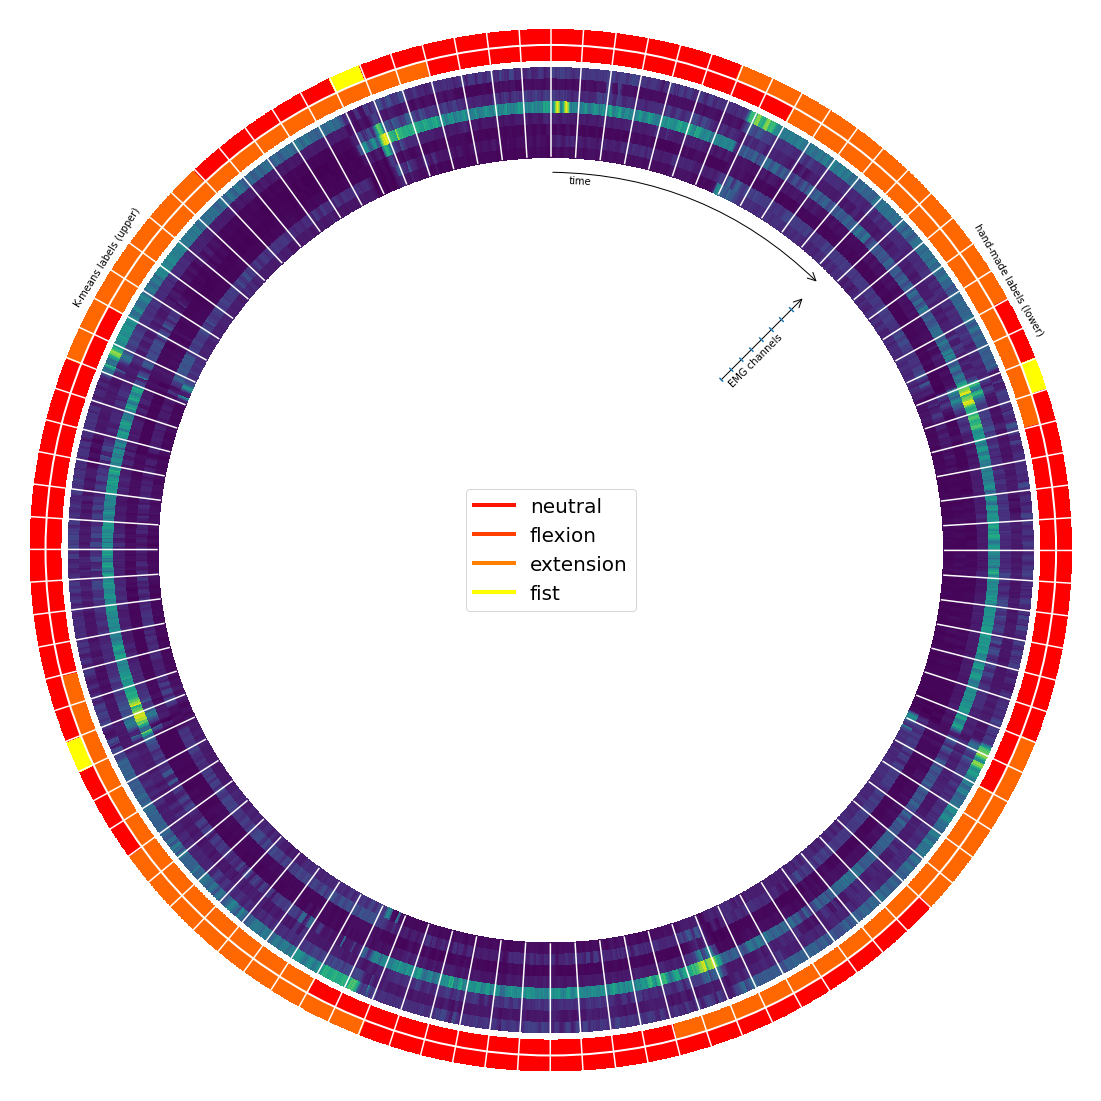 time
K-means labels (upper)
hand-made labels (lower)
EMG channels
neutral
flexion
extension
fist